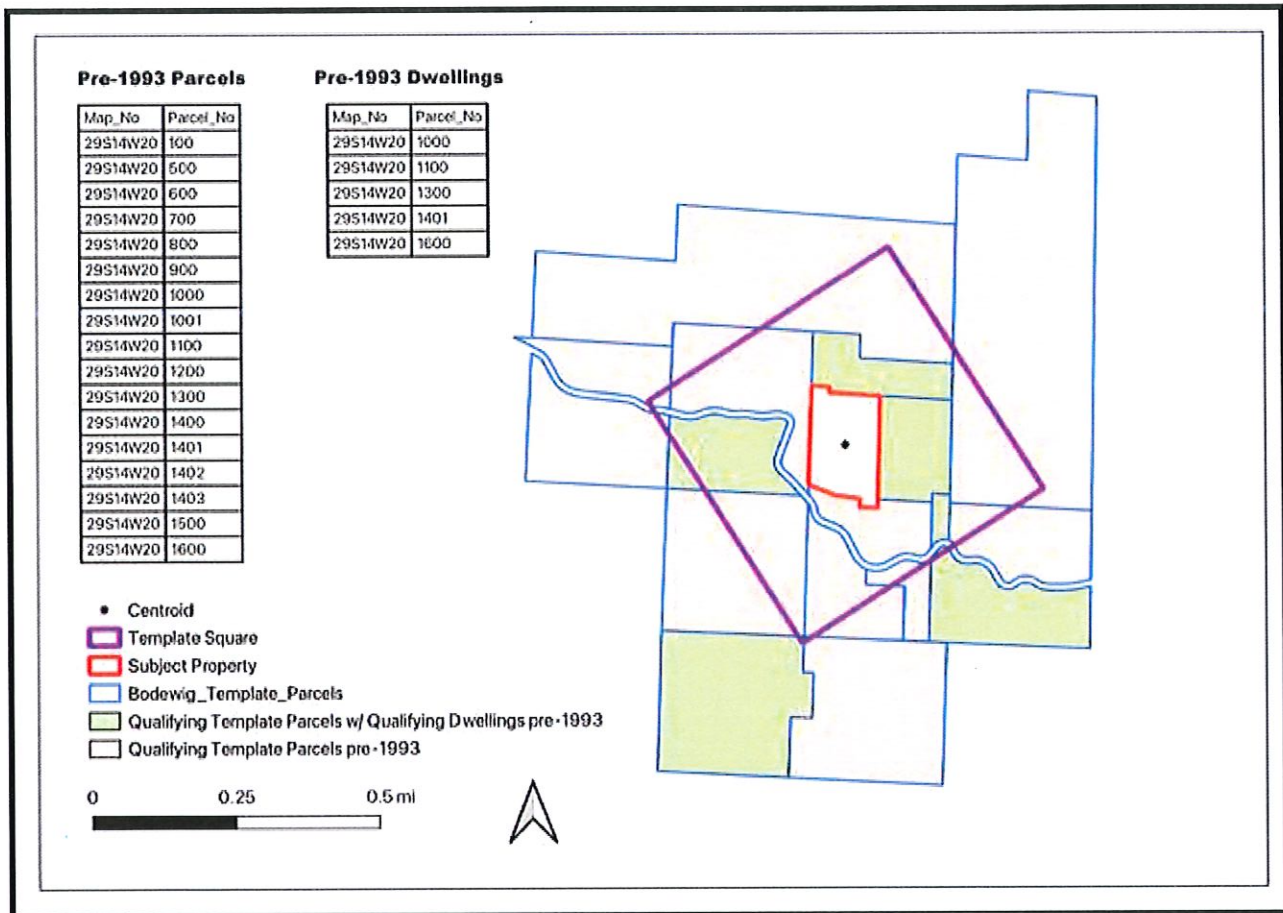 Pre-1993 Parcels
Map_No Parcel_No
29S14W20 100
29S14W20 500
29S14W20 600
29S14W20 700
29S14W20 800
29S14W20 900
29S14W20 1000
29S14W20 1001
29S14W20 1100
29S14W20 1200
29S14W20 1300
29S14W20 1400
29S14W20 1401
29S14W20 1402
29S14W20 1403
29S14W20 1500
29S14W20 1600
Pre-1993 Dwellings
Map_No Parcel_No
29S14W20 1000
29S14W20 1100
29S14W20 1300
29S14W20 1401
29S14W20 1600
Centroid
Template Square
Subject Property
Bodewig_Template_Parcels
Qualifying Template Parcels w/ Qualifying Dwellings pre-1993
Qualifying Template Parcels pre-1993
0 0.25 0.5 mi